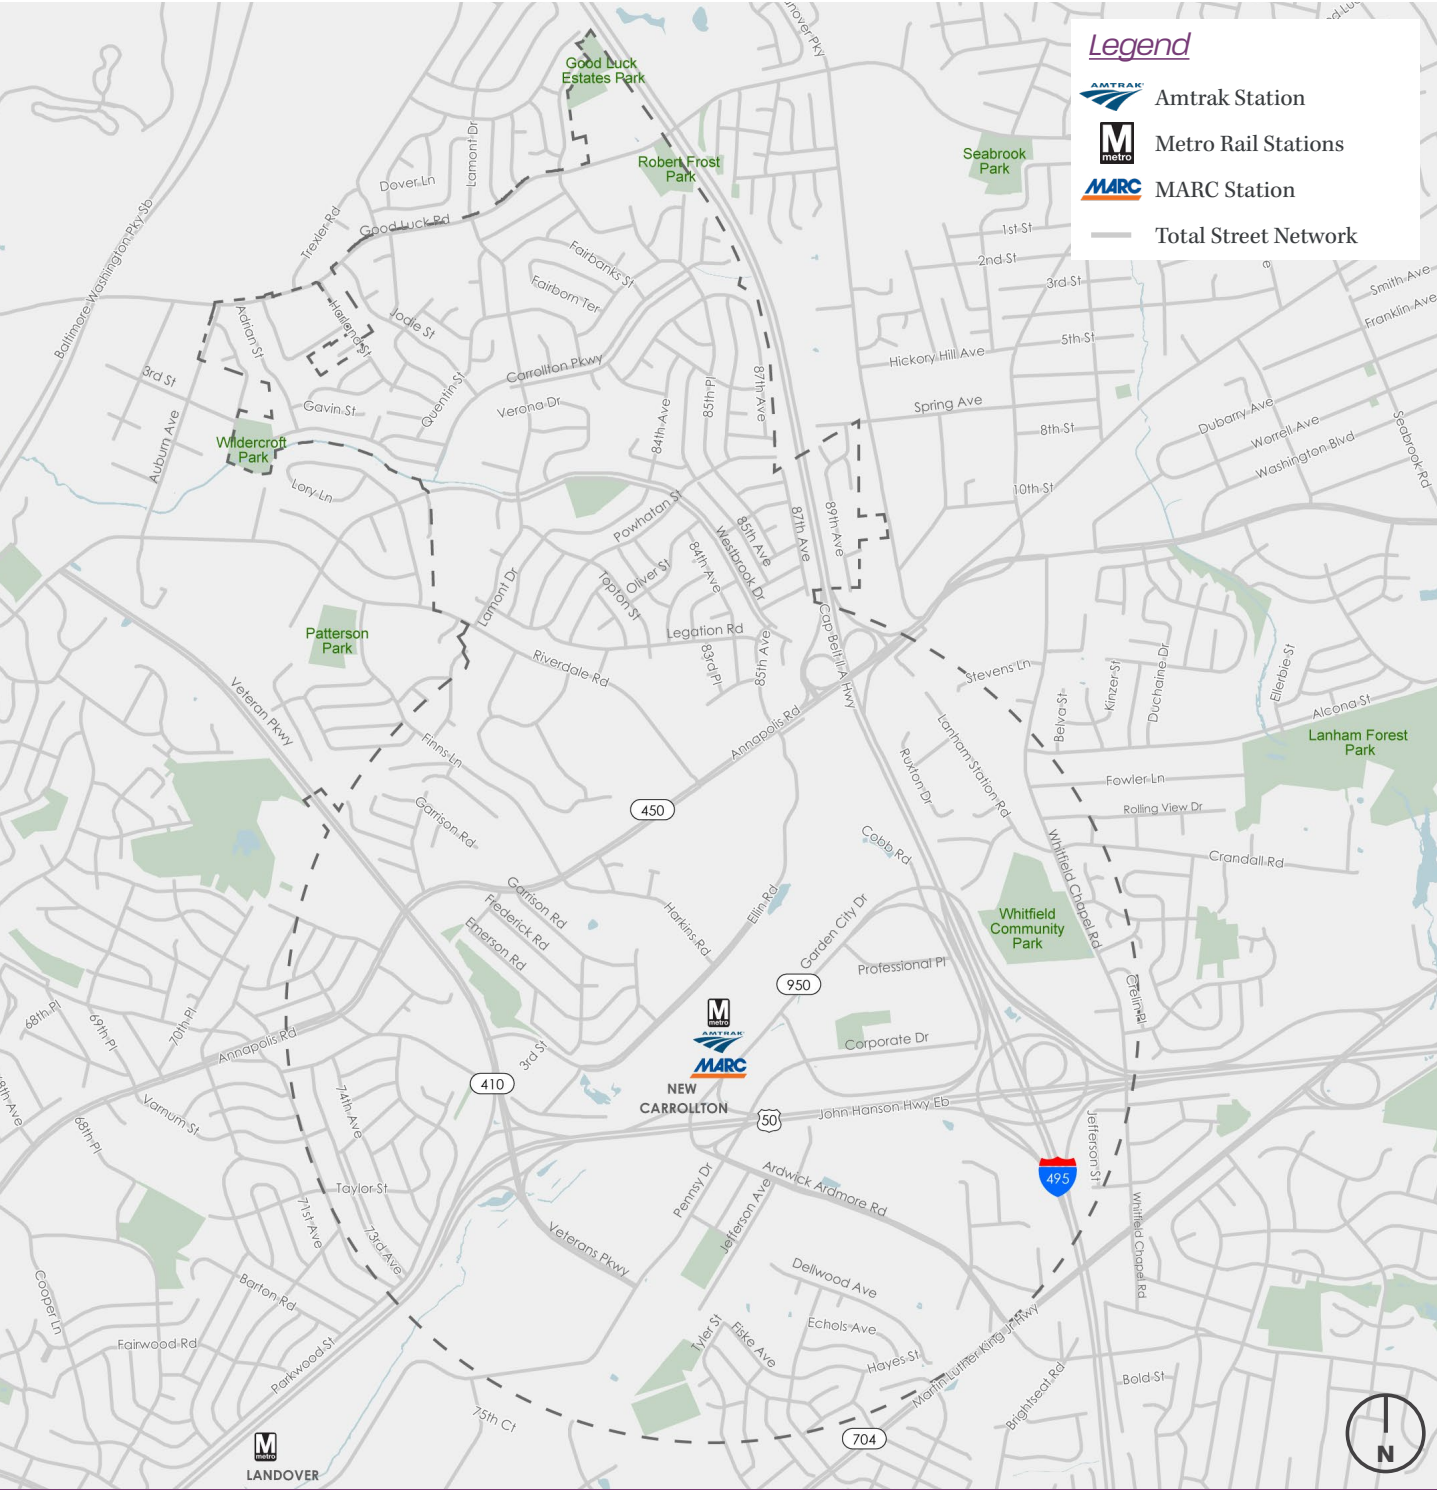 Legend
AMTRAK
Amtrak Station
M
metro
Metro Rail Stations
MARC
MARC Station
Total Street Network
Good Luck
Estates Park
Robert Frost
Park
Seabrook
Park
Lamont Dr
Dover Ln
Good Luck Rd
Trexler Rd
Baltimore Washington Pky Sb
1st St
2nd St
3rd St
Smith Ave
Franklin Ave
Fairbanks St
Fairborn Ter
Harland St
Jodie St
Adrian St
5th St
Hickory Hill Ave
3rd St
Carrollton Pkwy
Quentin St
85th Pl
87th Ave
Gavin St
Verona Dr
84th Ave
Spring Ave
8th St
Dubarry Ave
Worrell Ave
Washington Blvd
Seabrook Rd
Auburn Ave
Wildercroft
Park
Lory Ln
10th St
Powhatan St
85th Ave
Westbrook Dr
87th Ave
89th Ave
84th Ave
Oliver St
Topton St
Lamont Dr
Legation Rd
Cap Belt Il A Hwy
Patterson
Park
Riverdale Rd
83rd Pl
85th Ave
Stevens Ln
Kinzer St
Duchaine Dr
Ellerbie St
Belva St
Alcona St
Veteran Pkwy
Annapolis Rd
Lanham Forest
Park
Finns Ln
Ruxton Dr
Lanham Station Rd
Fowler Ln
Rolling View Dr
450
Garrison Rd
Cobb Rd
Whitfield Chapel Rd
Crandall Rd
Garrison Rd
Frederick Rd
Emerson Rd
Harkins Rd
Ellin Rd
Garden City Dr
Whitfield
Community
Park
Professional Pl
950
Crelin Pl
68th Pl
69th Pl
70th Pl
Annapolis Rd
M
metro
AMTRAK
MARC
NEW
CARROLLTON
Corporate Dr
3rd St
410
John Hanson Hwy Eb
50
74th Ave
Varnum St
68th Pl
Jefferson St
495
Ardwick Ardmore Rd
Pennsy Dr
Jefferson Ave
Taylor St
71st Ave
73rd Ave
Whitfield Chapel Rd
Veterans Pkwy
Dellwood Ave
Barton Rd
Cooper Ln
Echols Ave
Tyler St
Fiske Ave
Fairwood Rd
Parkwood St
Hayes St
Martin Luther King Jr Hwy
Brightseat Rd
Bold St
75th Ct
704
M
metro
LANDOVER
N